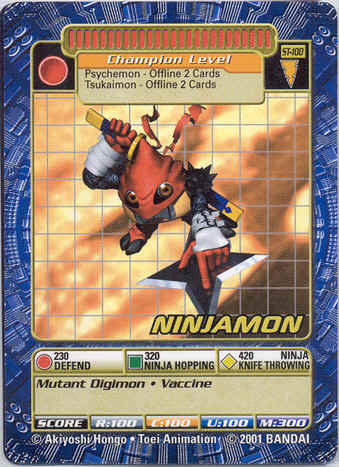 Champion Level
ST-100
Psychemon - Offline 2 Cards
Tsukaimon - Offline 2 Cards
NINJAMON
230 DEFEND
320 NINJA HOPPING
420 NINJA KNIFE THROWING
Mutant Digimon • Vaccine
SCORE R:100 C:100 U:100 M:300
© Akiyoshi Hongo • Toei Animation © 2001 BANDAI